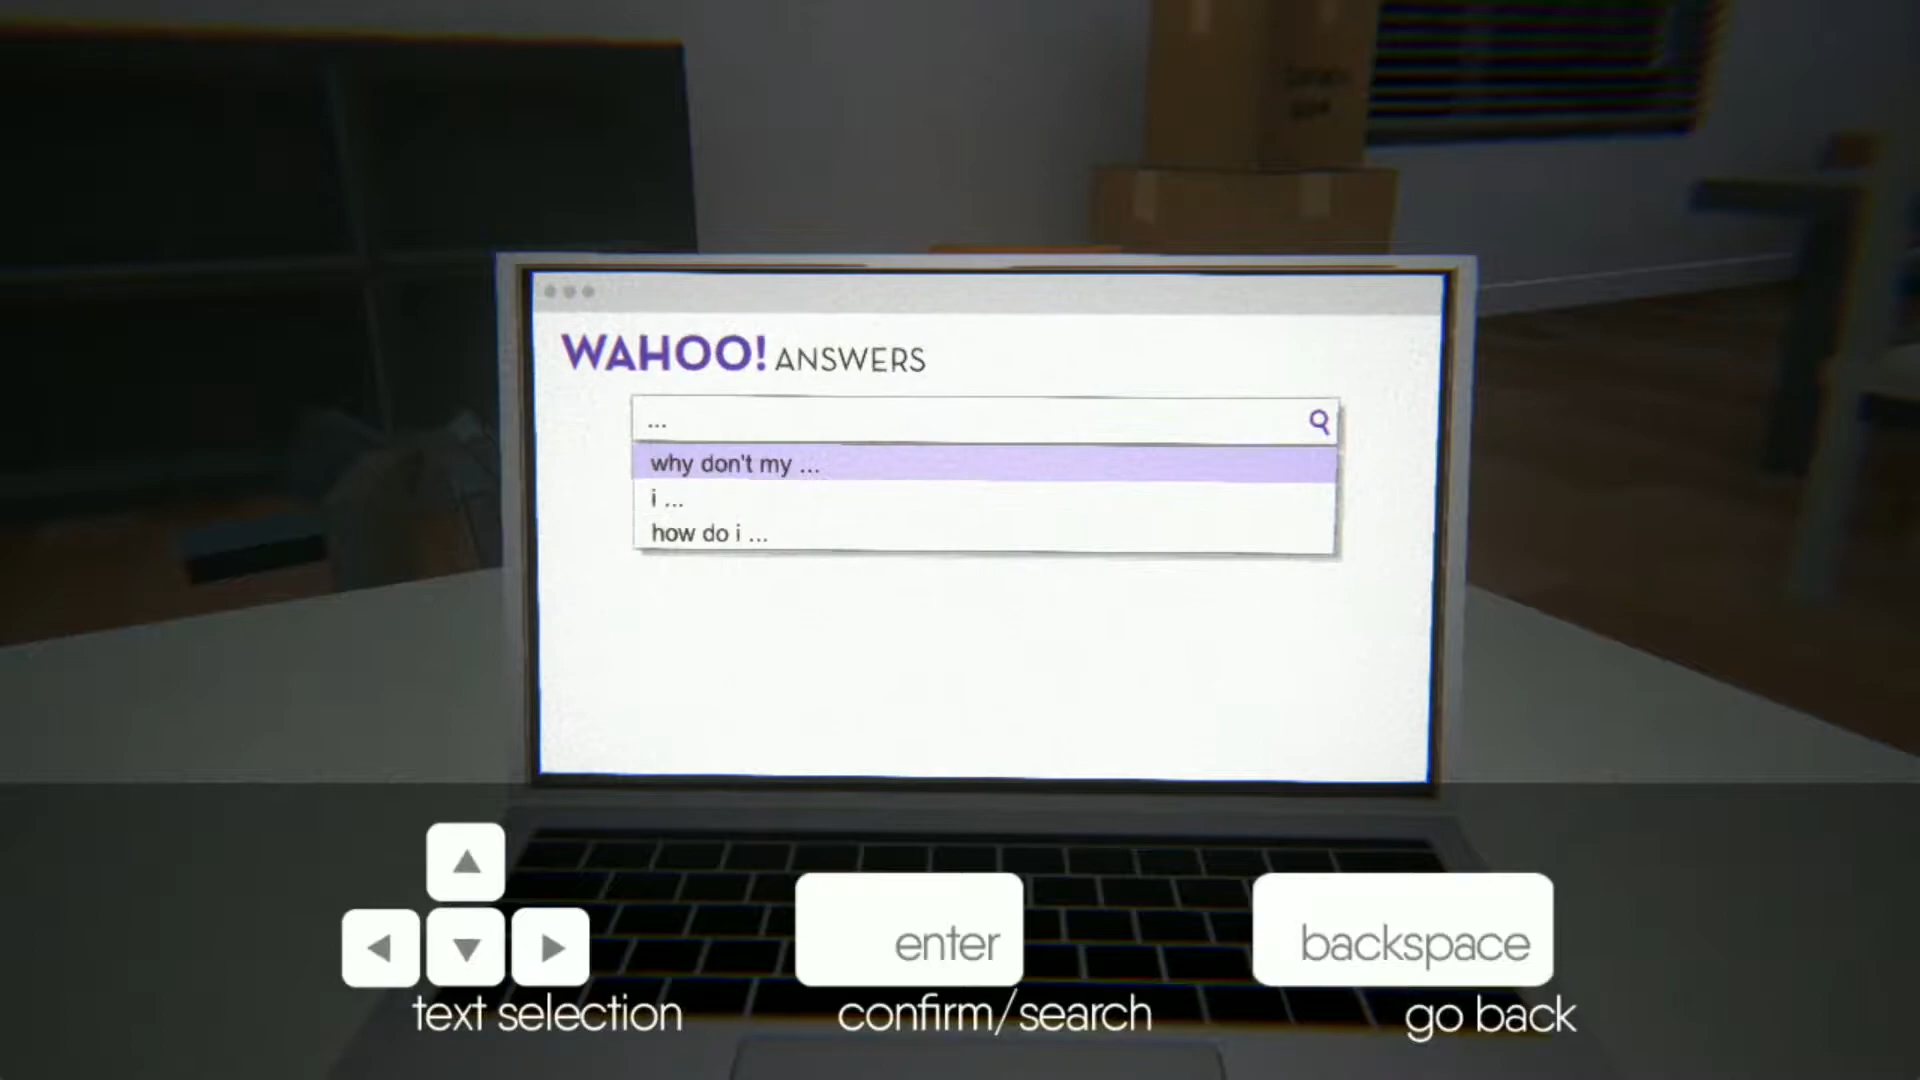 WAHOO! ANSWERS
...
why don't my ...
i ...
how do i ...
enter
backspace
text selection
confirm/search
go back